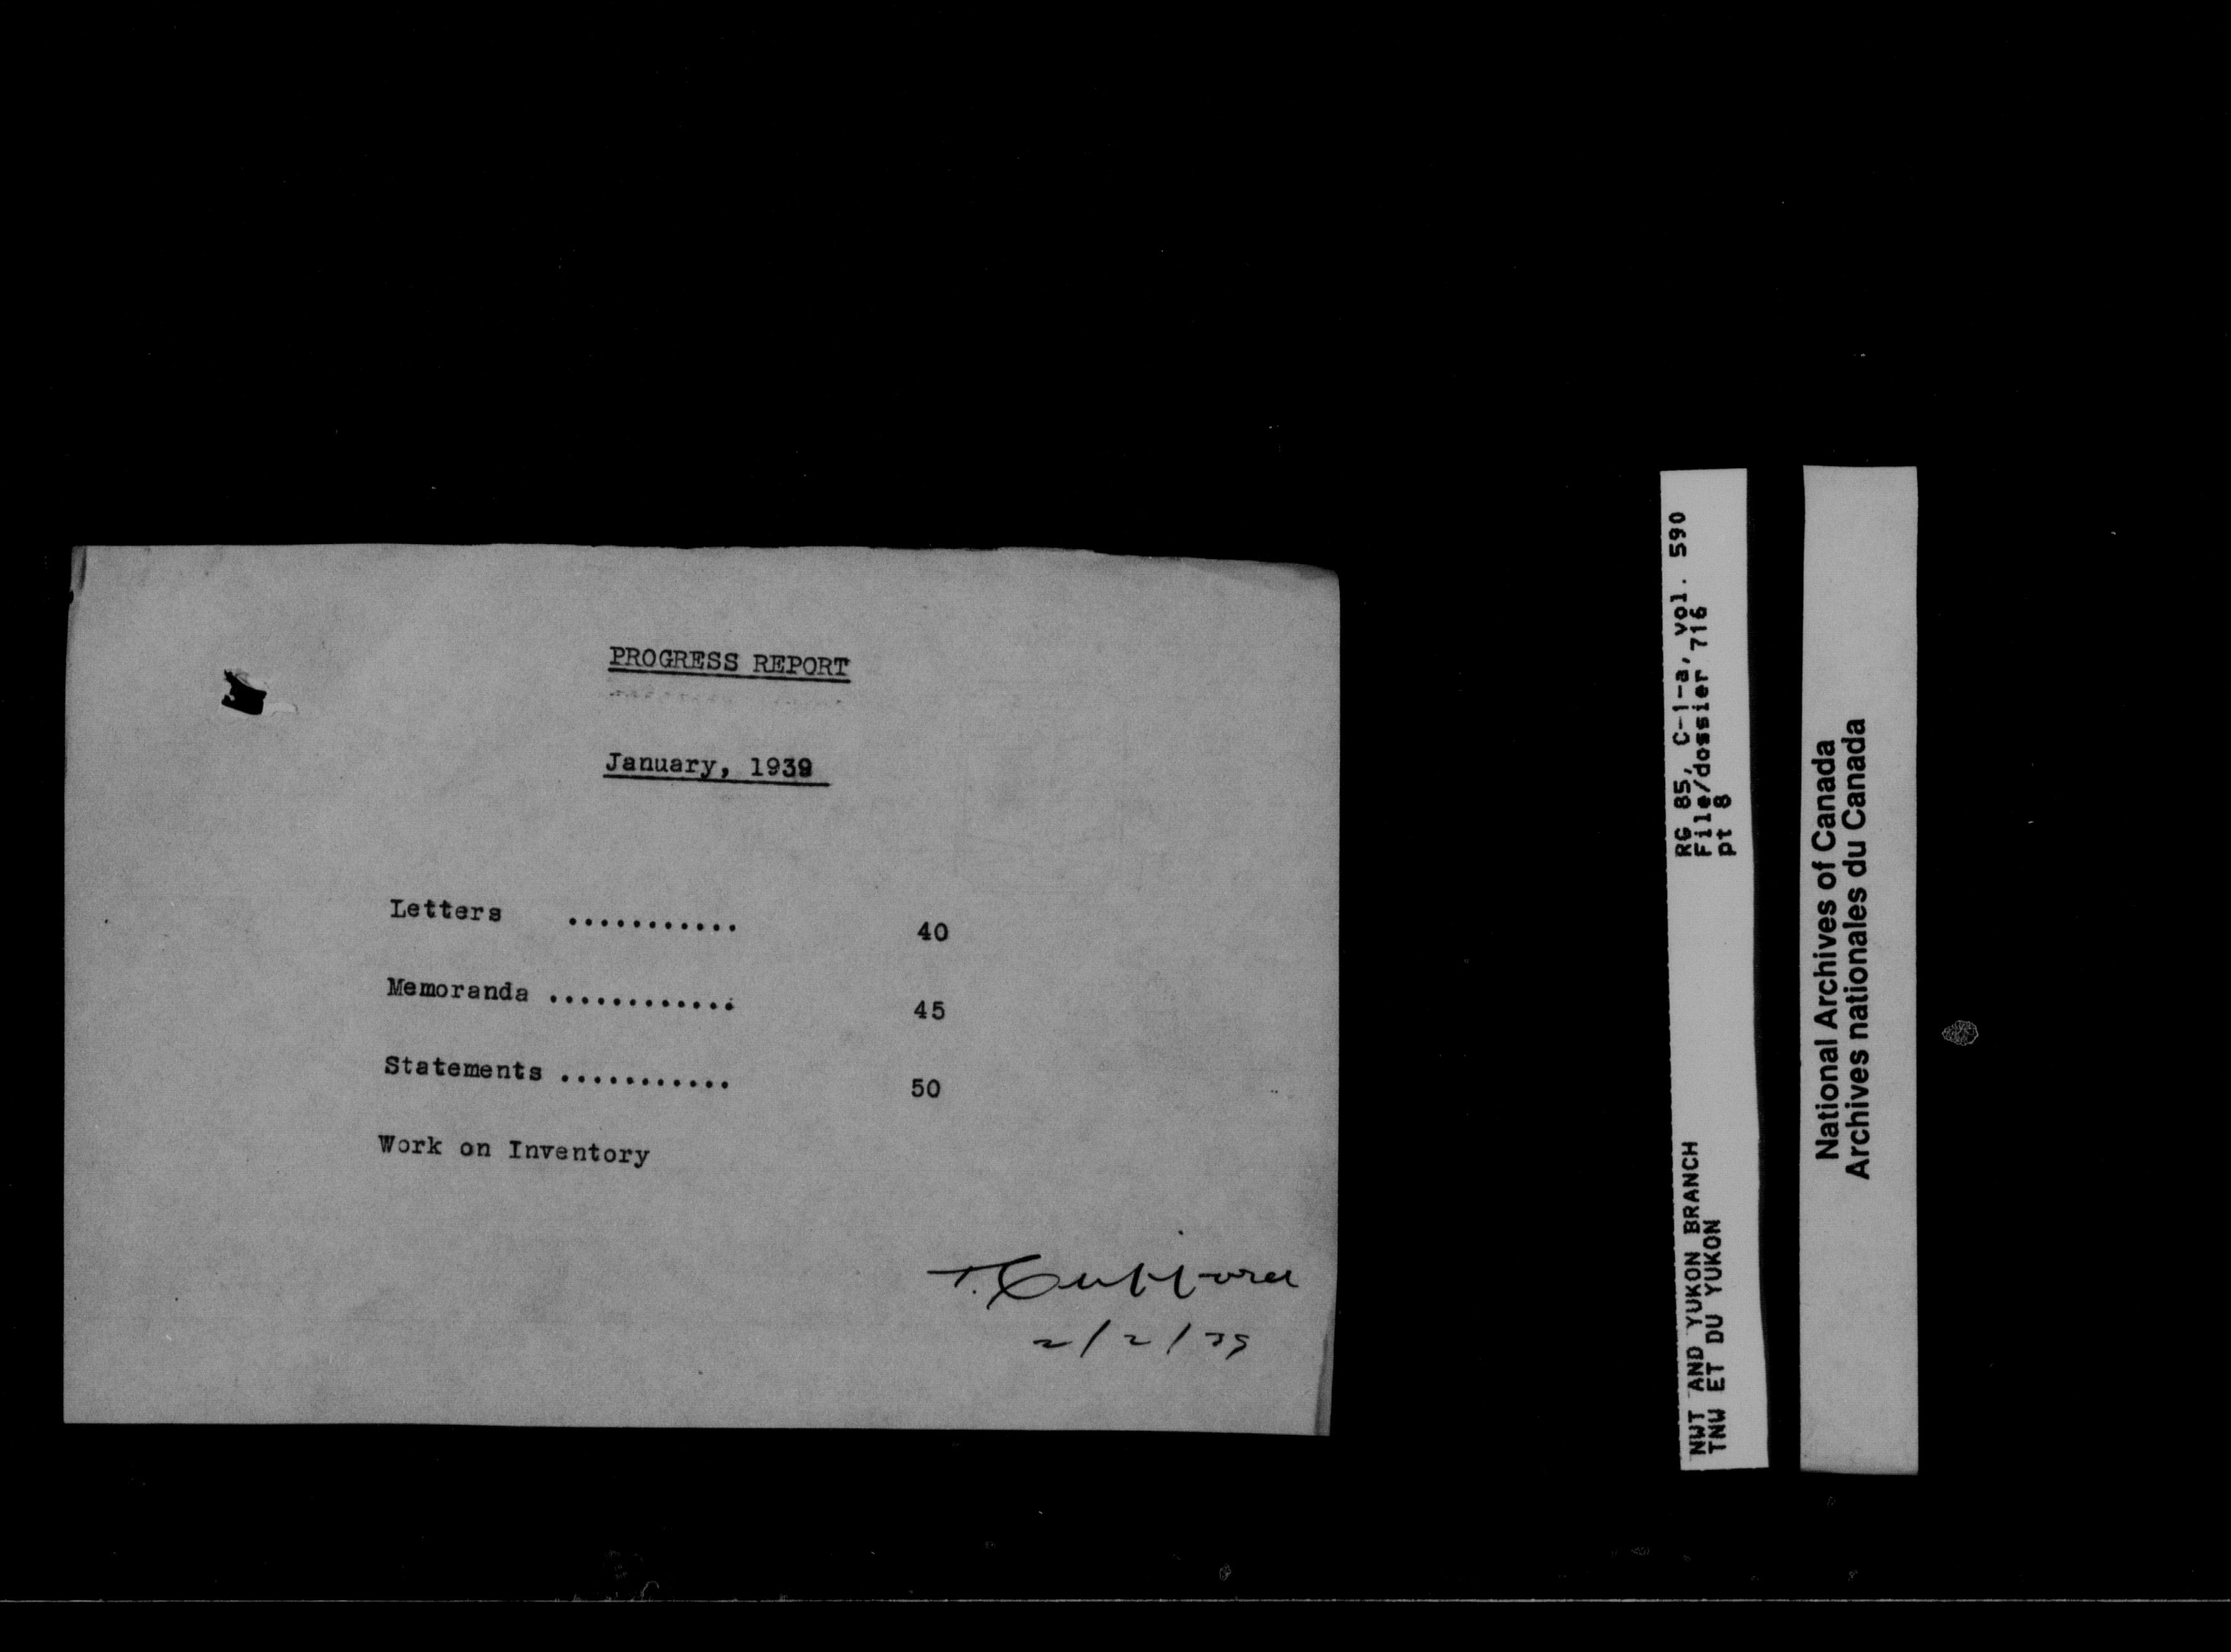 PROGRESS REPORT
January, 1939
Letters ........... 40
Memoranda ............ 45
Statements ........... 50
Work on Inventory
2/2/39
RG 85, C-1-a, vol. 590
File/dossier 716
pt 8
NWT AND YUKON BRANCH
TNW ET DU YUKON
National Archives of Canada
Archives nationales du Canada